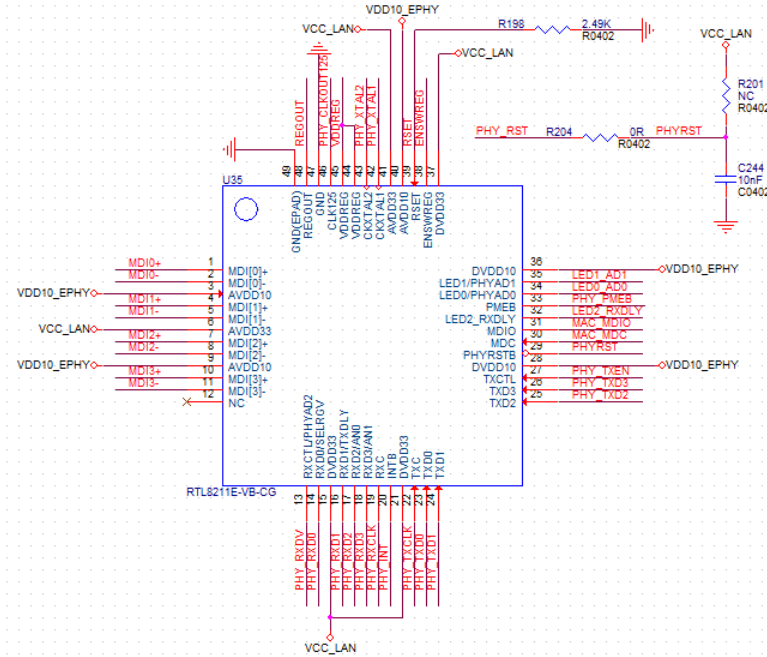 VDD10_EPHY
VCC_LAN
R198
2.49K
R0402
VCC_LAN
VCC_LAN
R201
NC
R0402
PHY_RST
R204
0R
PHYRST
R0402
C244
10nF
C0402
REGOUT
PHY_CLKOUT125
VDDREG
PHY_XTAL2
PHY_XTAL1
RSET
ENSWREG
49
48
47
46
45
44
43
42
41
40
39
38
37
U35
GND(EPAD)
REGOUT
GND
CLK125
VDDREG
VDDREG
CKXTAL2
CKXTAL1
AVDD33
AVDD10
RSET
ENSWREG
DVDD33
MDI0+ 1 MDI[0]+
MDI0- 2 MDI[0]-
VDD10_EPHY 3 AVDD10
MDI1+ 4 MDI[1]+
MDI1- 5 MDI[1]-
VCC_LAN 6 AVDD33
MDI2+ 7 MDI[2]+
MDI2- 8 MDI[2]-
VDD10_EPHY 9 AVDD10
MDI3+ 10 MDI[3]+
MDI3- 11 MDI[3]-
12 NC
DVDD10 36 VDD10_EPHY
LED1/PHYAD1 35 LED1_AD1
LED0/PHYAD0 34 LED0_AD0
PMEB 33 PHY_PMEB
LED2_RXDLY 32 LED2_RXDLY
MDIO 31 MAC_MDIO
MDC 30 MAC_MDC
PHYRSTB 29 PHYRST
DVDD10 28 VDD10_EPHY
TXCTL 27 PHY_TXEN
TXD3 26 PHY_TXD3
TXD2 25 PHY_TXD2
RXCTL/PHYAD2
RXD0/SELRGV
DVDD33
RXD1/TXDLY
RXD2/AN0
RXD3/AN1
RXC
INTB
DVDD33
TXC
TXD0
TXD1
RTL8211E-VB-CG
13
14
15
16
17
18
19
20
21
22
23
24
PHY_RXDV
PHY_RXD0
PHY_RXD1
PHY_RXD2
PHY_RXD3
PHY_RXCLK
PHY_INT
PHY_TXCLK
PHY_TXD0
PHY_TXD1
VCC_LAN